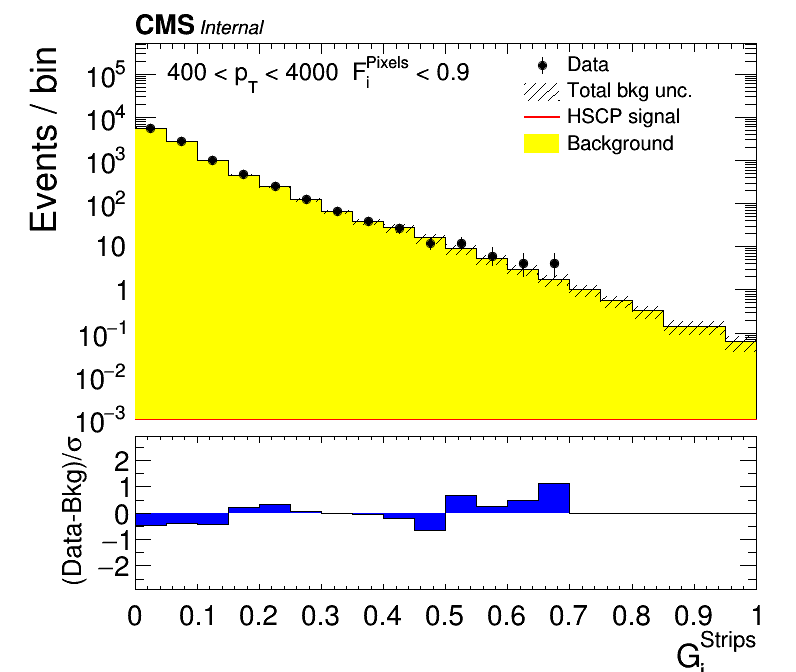 CMS Internal
400 < p_T < 4000 F_i^Pixels < 0.9
Data
Total bkg unc.
HSCP signal
Background
Events / bin
10^5
10^4
10^3
10^2
10
1
10^−1
10^−2
10^−3
(Data-Bkg)/σ
2
1
0
−1
−2
0 0.1 0.2 0.3 0.4 0.5 0.6 0.7 0.8 0.9 1
G_i^Strips